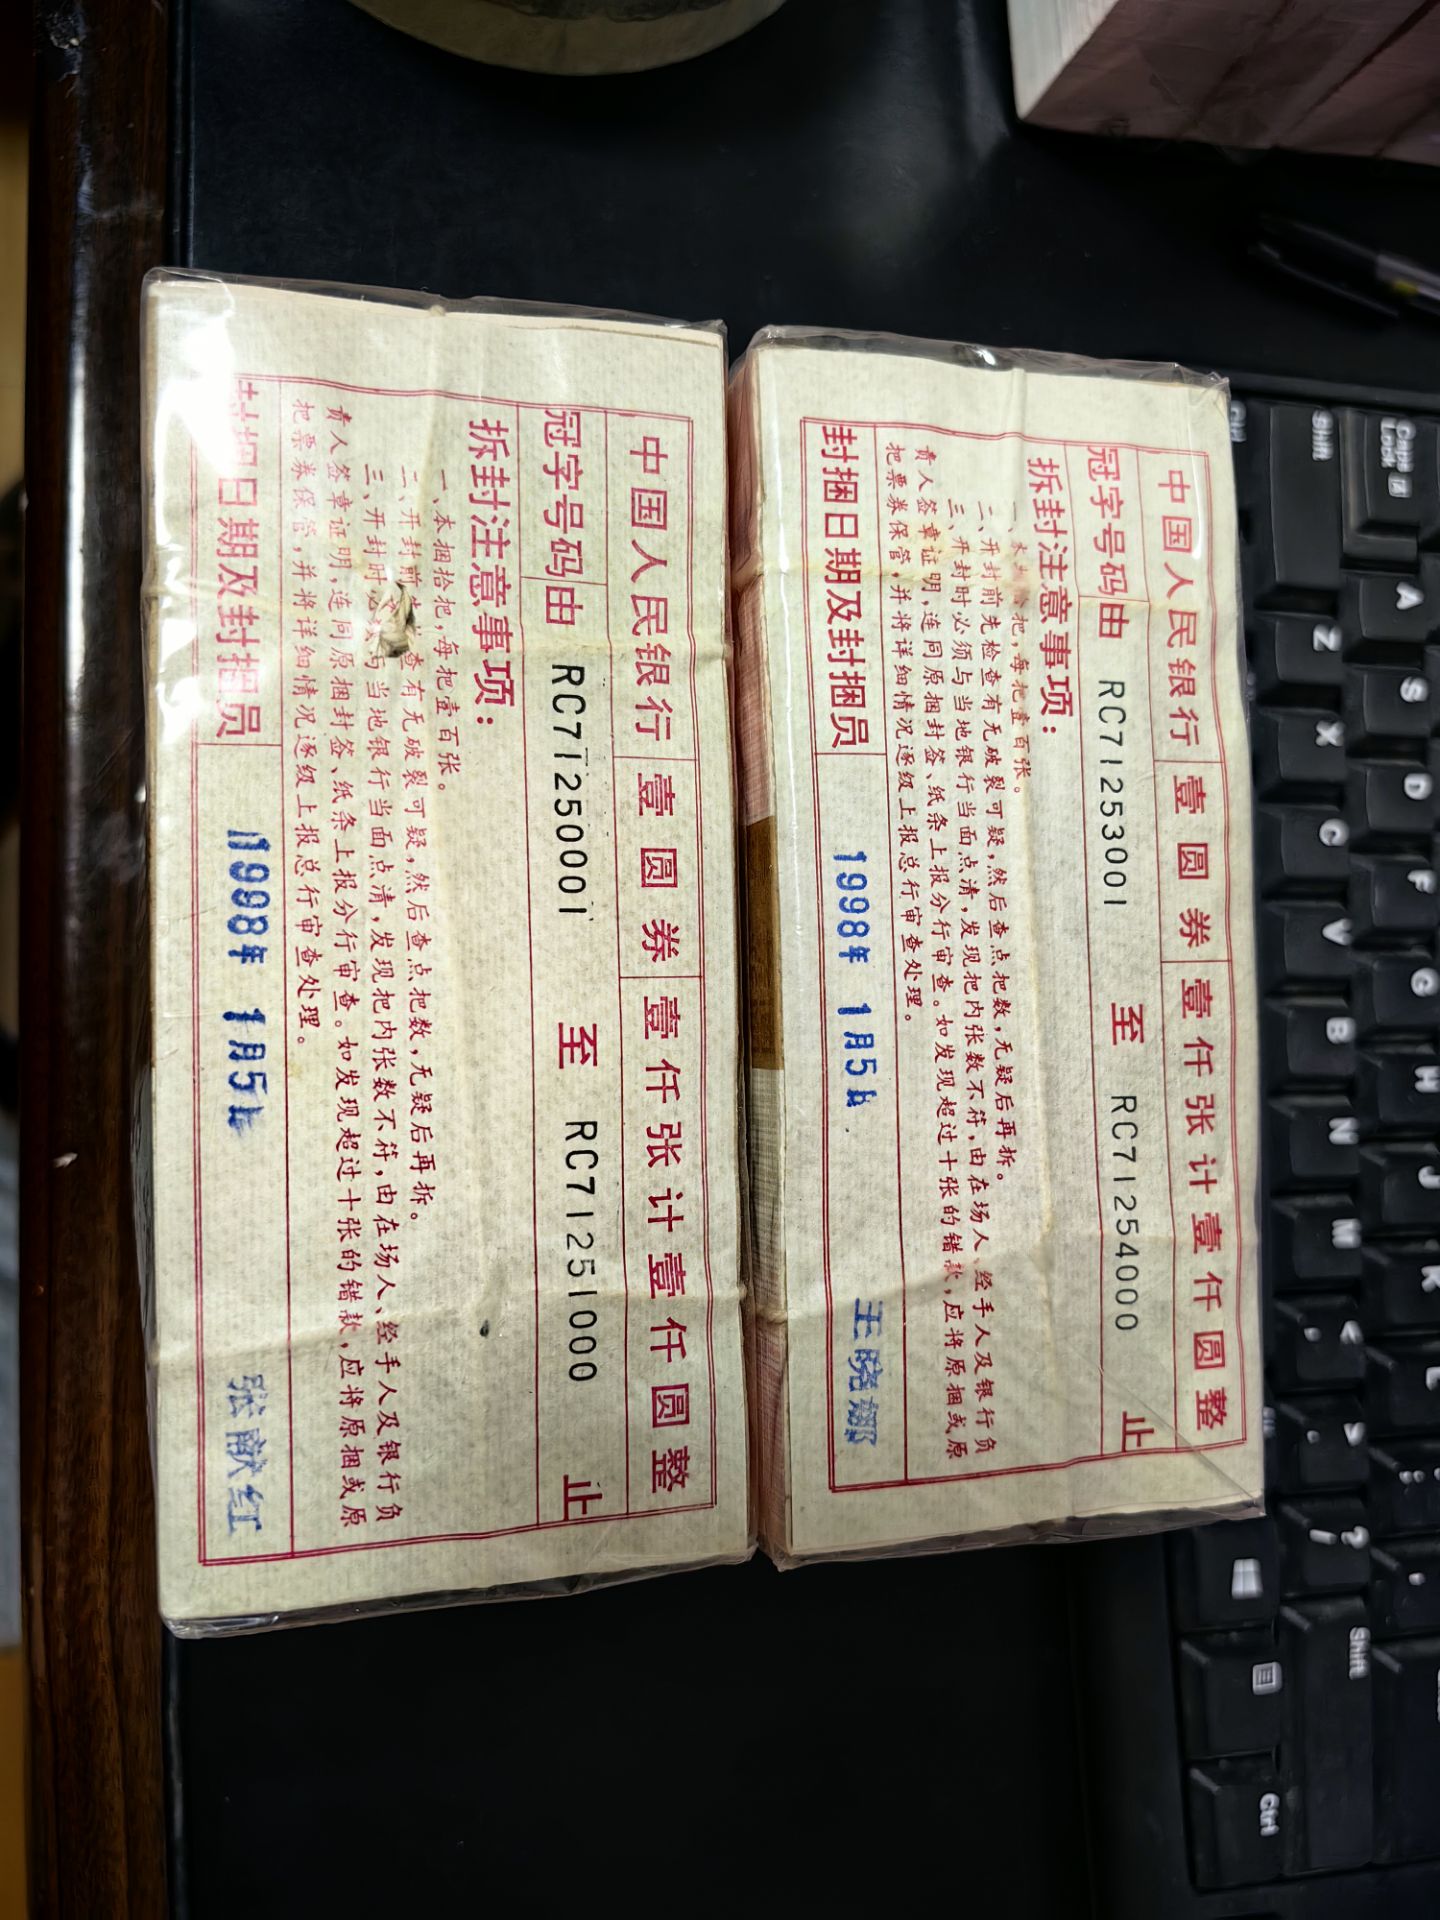 中国人民银行 壹圆券 壹仟张计壹仟圆整
冠字号码由 RC7125001 至 RC71251000 止
拆封注意事项：
一、本捆拾把，每把壹百张。
二、开封前 查有无破裂可疑，然后查点把数，无疑后再拆。
三、开封时必 与当地银行当面点清，发现把内张数不符，由在场人、经手人及银行负
责人签章证明，连同原捆封签、纸条上报分行审查。如发现超过十张的错款，应将原捆或原
把票券保管，并将详细情况逐级上报总行审查处理。
封捆日期及封捆员 1998年 1月5日 张献红
中国人民银行 壹圆券 壹仟张计壹仟圆整
冠字号码由 RC7125301 至 RC71254000 止
拆封注意事项：
一、本 拾把，每把壹百张。
二、开封前先检查有无破裂可疑，然后查点把数，无疑后再拆。
三、开封时必须与当地银行当面点清，发现把内张数不符，由在场人、经手人及银行负
责人签章证明，连同原捆封签、纸条上报分行审查。如发现超过十张的错款，应将原捆或原
把票券保管，并将详细情况逐级上报总行审查处理。
封捆日期及封捆员 1998年 1月5日 王晓娜
Shift
Caps Lock
A
Z
S
X
D
C
F
V
G
B
H
N
J
M
K
L
Shift
Ctrl